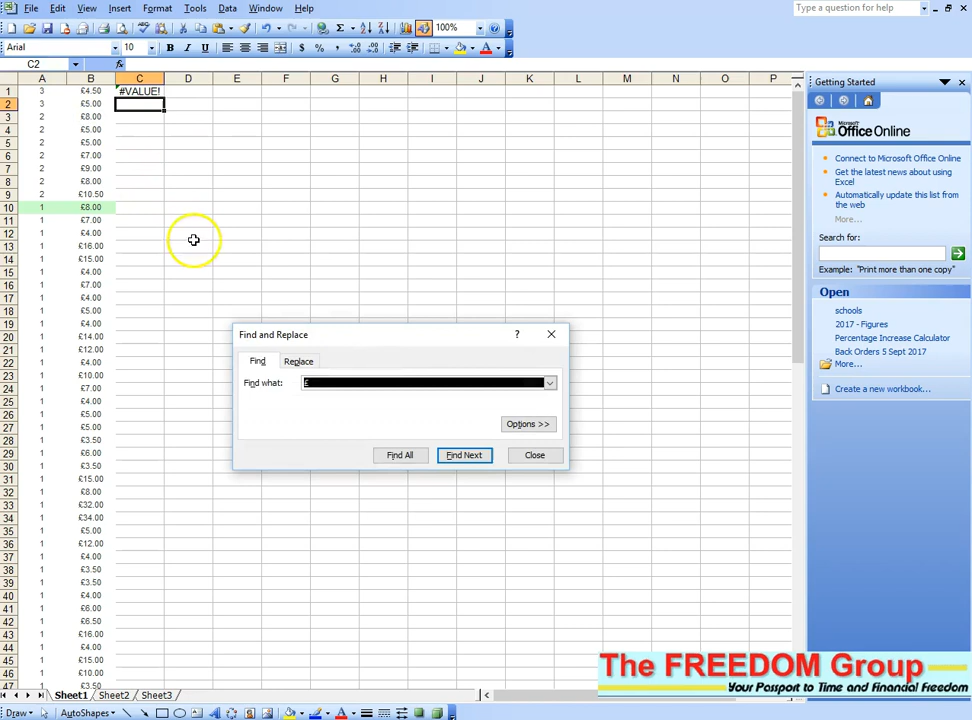 File Edit View Insert Format Tools Data Window Help Type a question for help
100%
Arial 10 B I U $ % ,
C2 fx
A B C D E F G H I J K L M N O P
1 3 £4.50 #VALUE!
2 3 £5.00
3 2 £8.00
4 2 £5.00
5 2 £5.00
6 2 £7.00
7 2 £9.00
8 2 £8.00
9 2 £10.50
10 1 £8.00
11 1 £7.00
12 1 £4.00
13 1 £16.00
14 1 £15.00
15 1 £4.00
16 1 £7.00
17 1 £4.00
18 1 £5.00
19 1 £4.00
20 1 £14.00
21 1 £12.00
22 1 £4.00
23 1 £10.00
24 1 £7.00
25 1 £4.00
26 1 £5.00
27 1 £5.00
28 1 £3.50
29 1 £6.00
30 1 £3.50
31 1 £15.00
32 1 £8.00
33 1 £32.00
34 1 £34.00
35 1 £5.00
36 1 £12.00
37 1 £4.00
38 1 £3.50
39 1 £3.50
40 1 £4.00
41 1 £6.00
42 1 £6.50
43 1 £16.00
44 1 £4.00
45 1 £15.00
46 1 £10.00
47 1 £3.50
Find and Replace ?
Find Replace
Find what: £
Options >>
Find All Find Next Close
Getting Started
Microsoft
Office Online
Connect to Microsoft Office Online
Get the latest news about using
Excel
Automatically update this list from
the web
More...
Search for:
Example: "Print more than one copy"
Open
schools
2017 - Figures
Percentage Increase Calculator
Back Orders 5 Sept 2017
More...
Create a new workbook...
The FREEDOM Group
Your Passport to Time and Financial Freedom
Sheet1 Sheet2 Sheet3
Draw AutoShapes